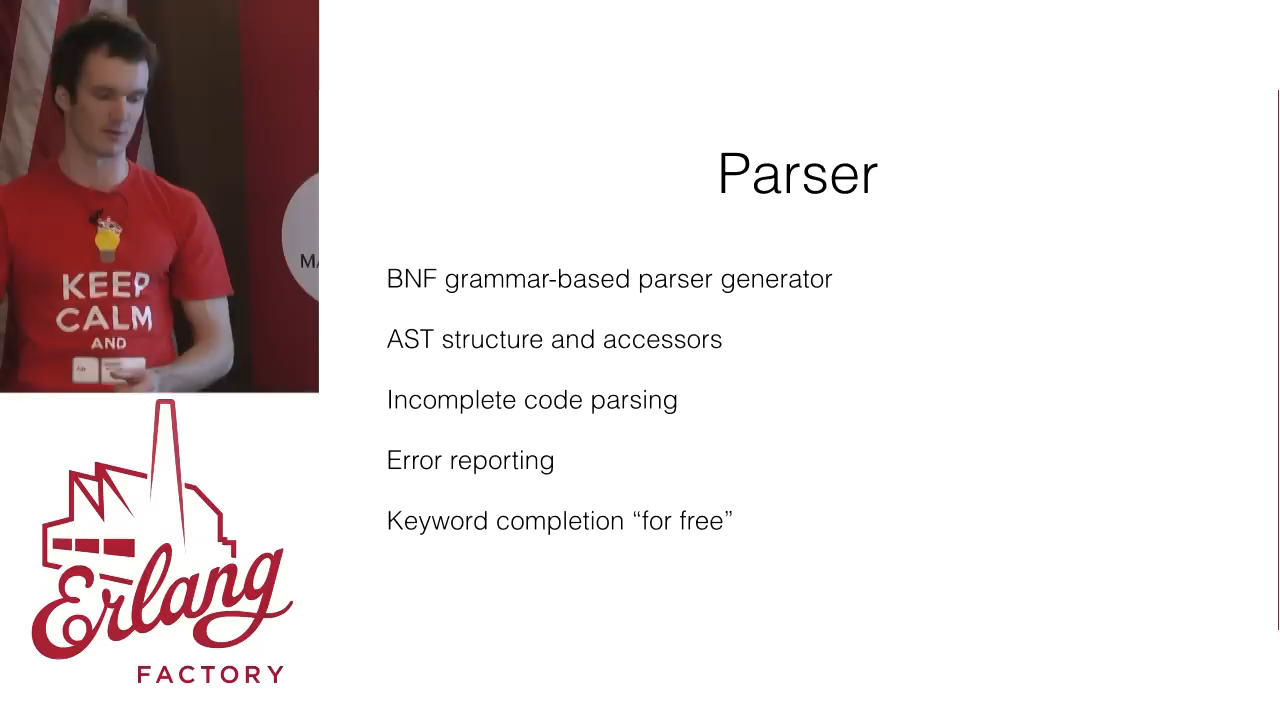 Parser
BNF grammar-based parser generator
AST structure and accessors
Incomplete code parsing
Error reporting
Keyword completion “for free”
KEEP
CALM
AND
MA
Erlang
FACTORY